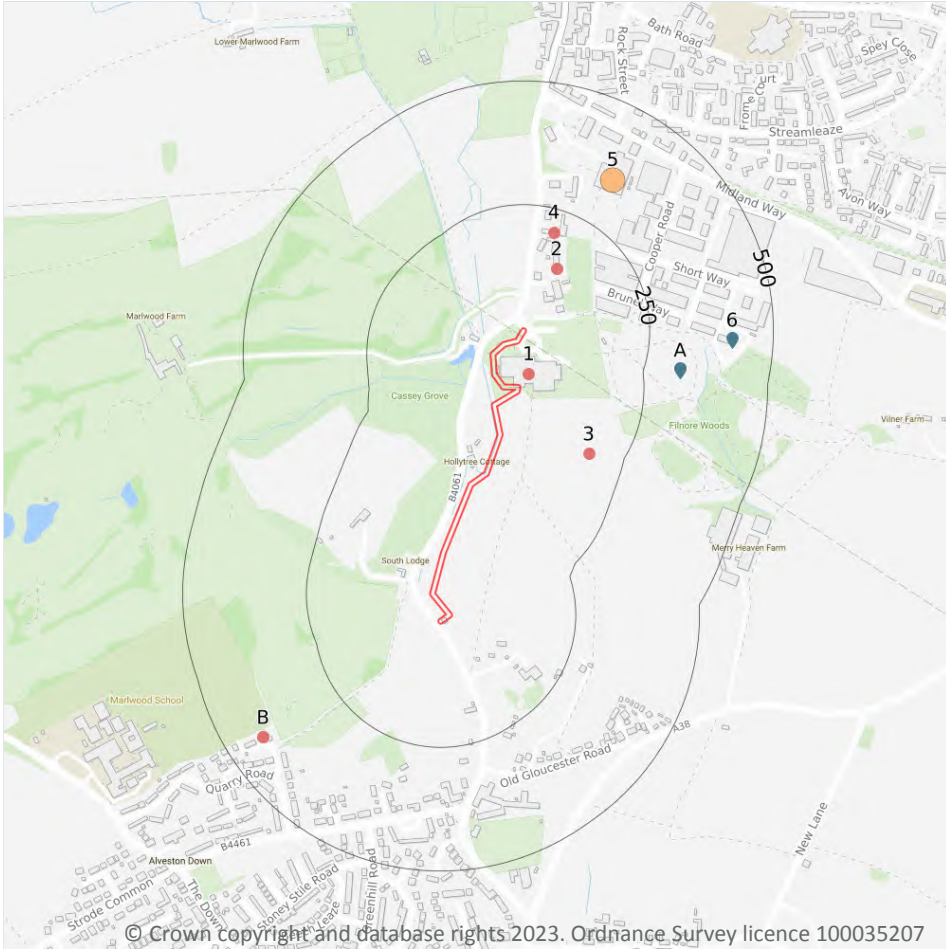 Lower Marlwood Farm
Rock Street
Bath Road
Spey Close
Frome Court
Streamleaze
5
Midland Way
Avon Way
4
Cooper Road
2
Short Way
500
Brunel Way
250
6
Marlwood Farm
1
A
Cassey Grove
Filnore Woods
Vilner Farm
3
Hollytree Cottage
B4061
Merry Heaven Farm
South Lodge
Marlwood School
B
A38
Old Gloucester Road
Quarry Road
B4461
New Lane
Alveston Down
Strode Common
The Down
Stoney Stile Road
Greenhill Road
© Crown copyright and database rights 2023. Ordnance Survey licence 100035207